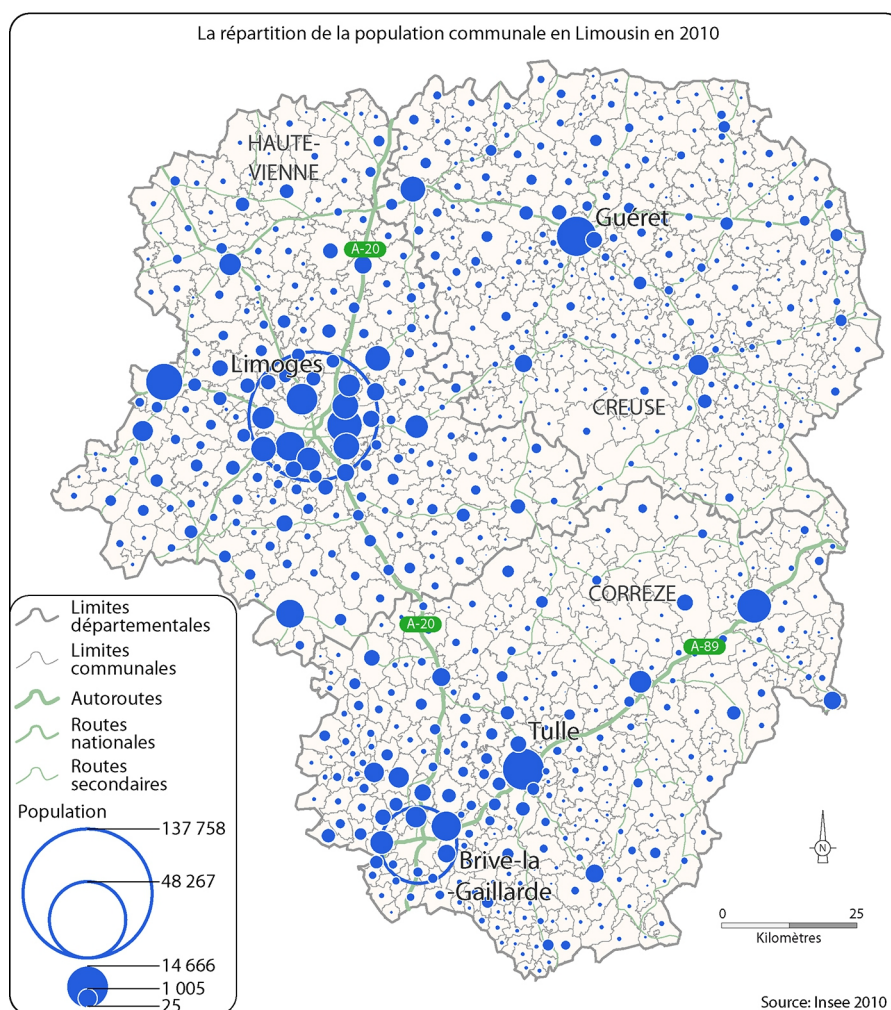 La répartition de la population communale en Limousin en 2010
HAUTE-
VIENNE
Guéret
A-20
Limoges
CREUSE
CORREZE
A-20
A-89
Tulle
Brive-la
-Gaillarde
Limites
départementales
Limites
communales
Autoroutes
Routes
nationales
Routes
secondaires
Population
137 758
48 267
14 666
1 005
25
N
0 25
Kilomètres
Source: Insee 2010